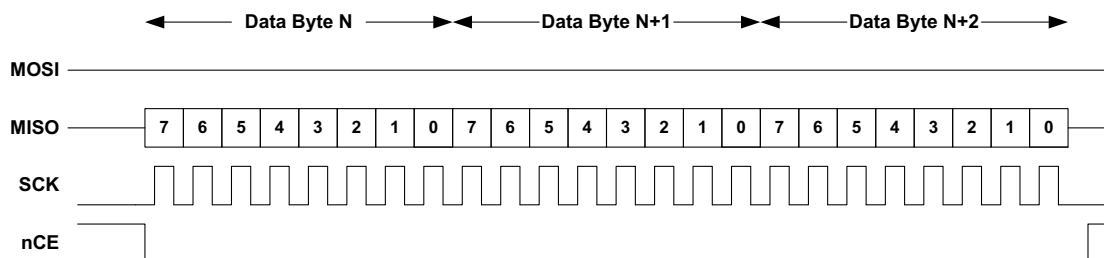 Data Byte N Data Byte N+1 Data Byte N+2
MOSI
MISO 7 6 5 4 3 2 1 0 7 6 5 4 3 2 1 0 7 6 5 4 3 2 1 0
SCK
nCE